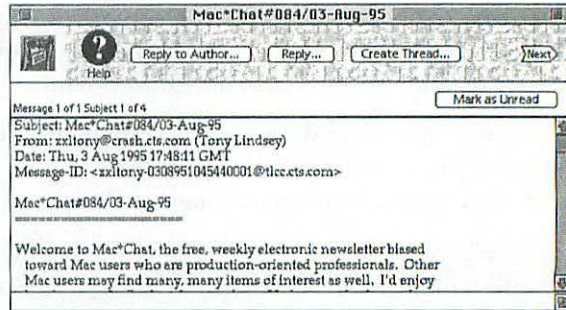 Mac*Chat#084/03-Aug-95
?
Help
Reply to Author...
Reply...
Create Thread...
Next
Message 1 of 1 Subject 1 of 4
Mark as Unread
Subject: Mac*Chat#084/03-Aug-95
From: xxltony@crash.cts.com (Tony Lindsey)
Date: Thu, 3 Aug 1995 17:48:11 GMT
Message-ID: <xxltony-0308951045440001@tlcc.cts.com>
Mac*Chat#084/03-Aug-95
==========================
Welcome to Mac*Chat, the free, weekly electronic newsletter biased
toward Mac users who are production-oriented professionals. Other
Mac users may find many, many items of interest as well. I'd enjoy